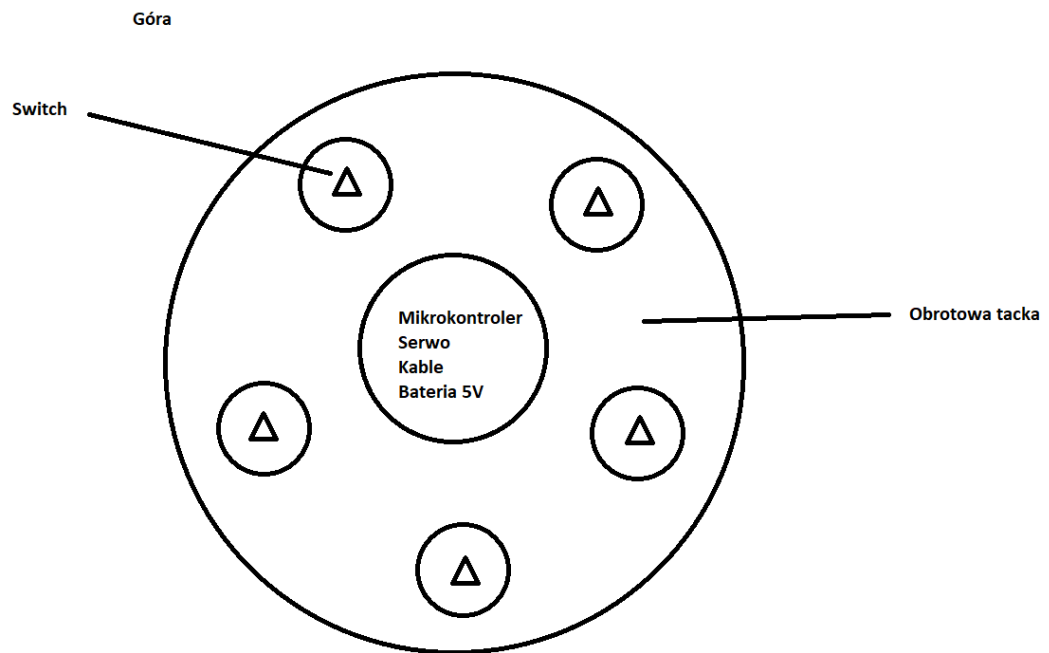 Góra
Switch
Obrotowa tacka
Mikrokontroler
Serwo
Kable
Bateria 5V